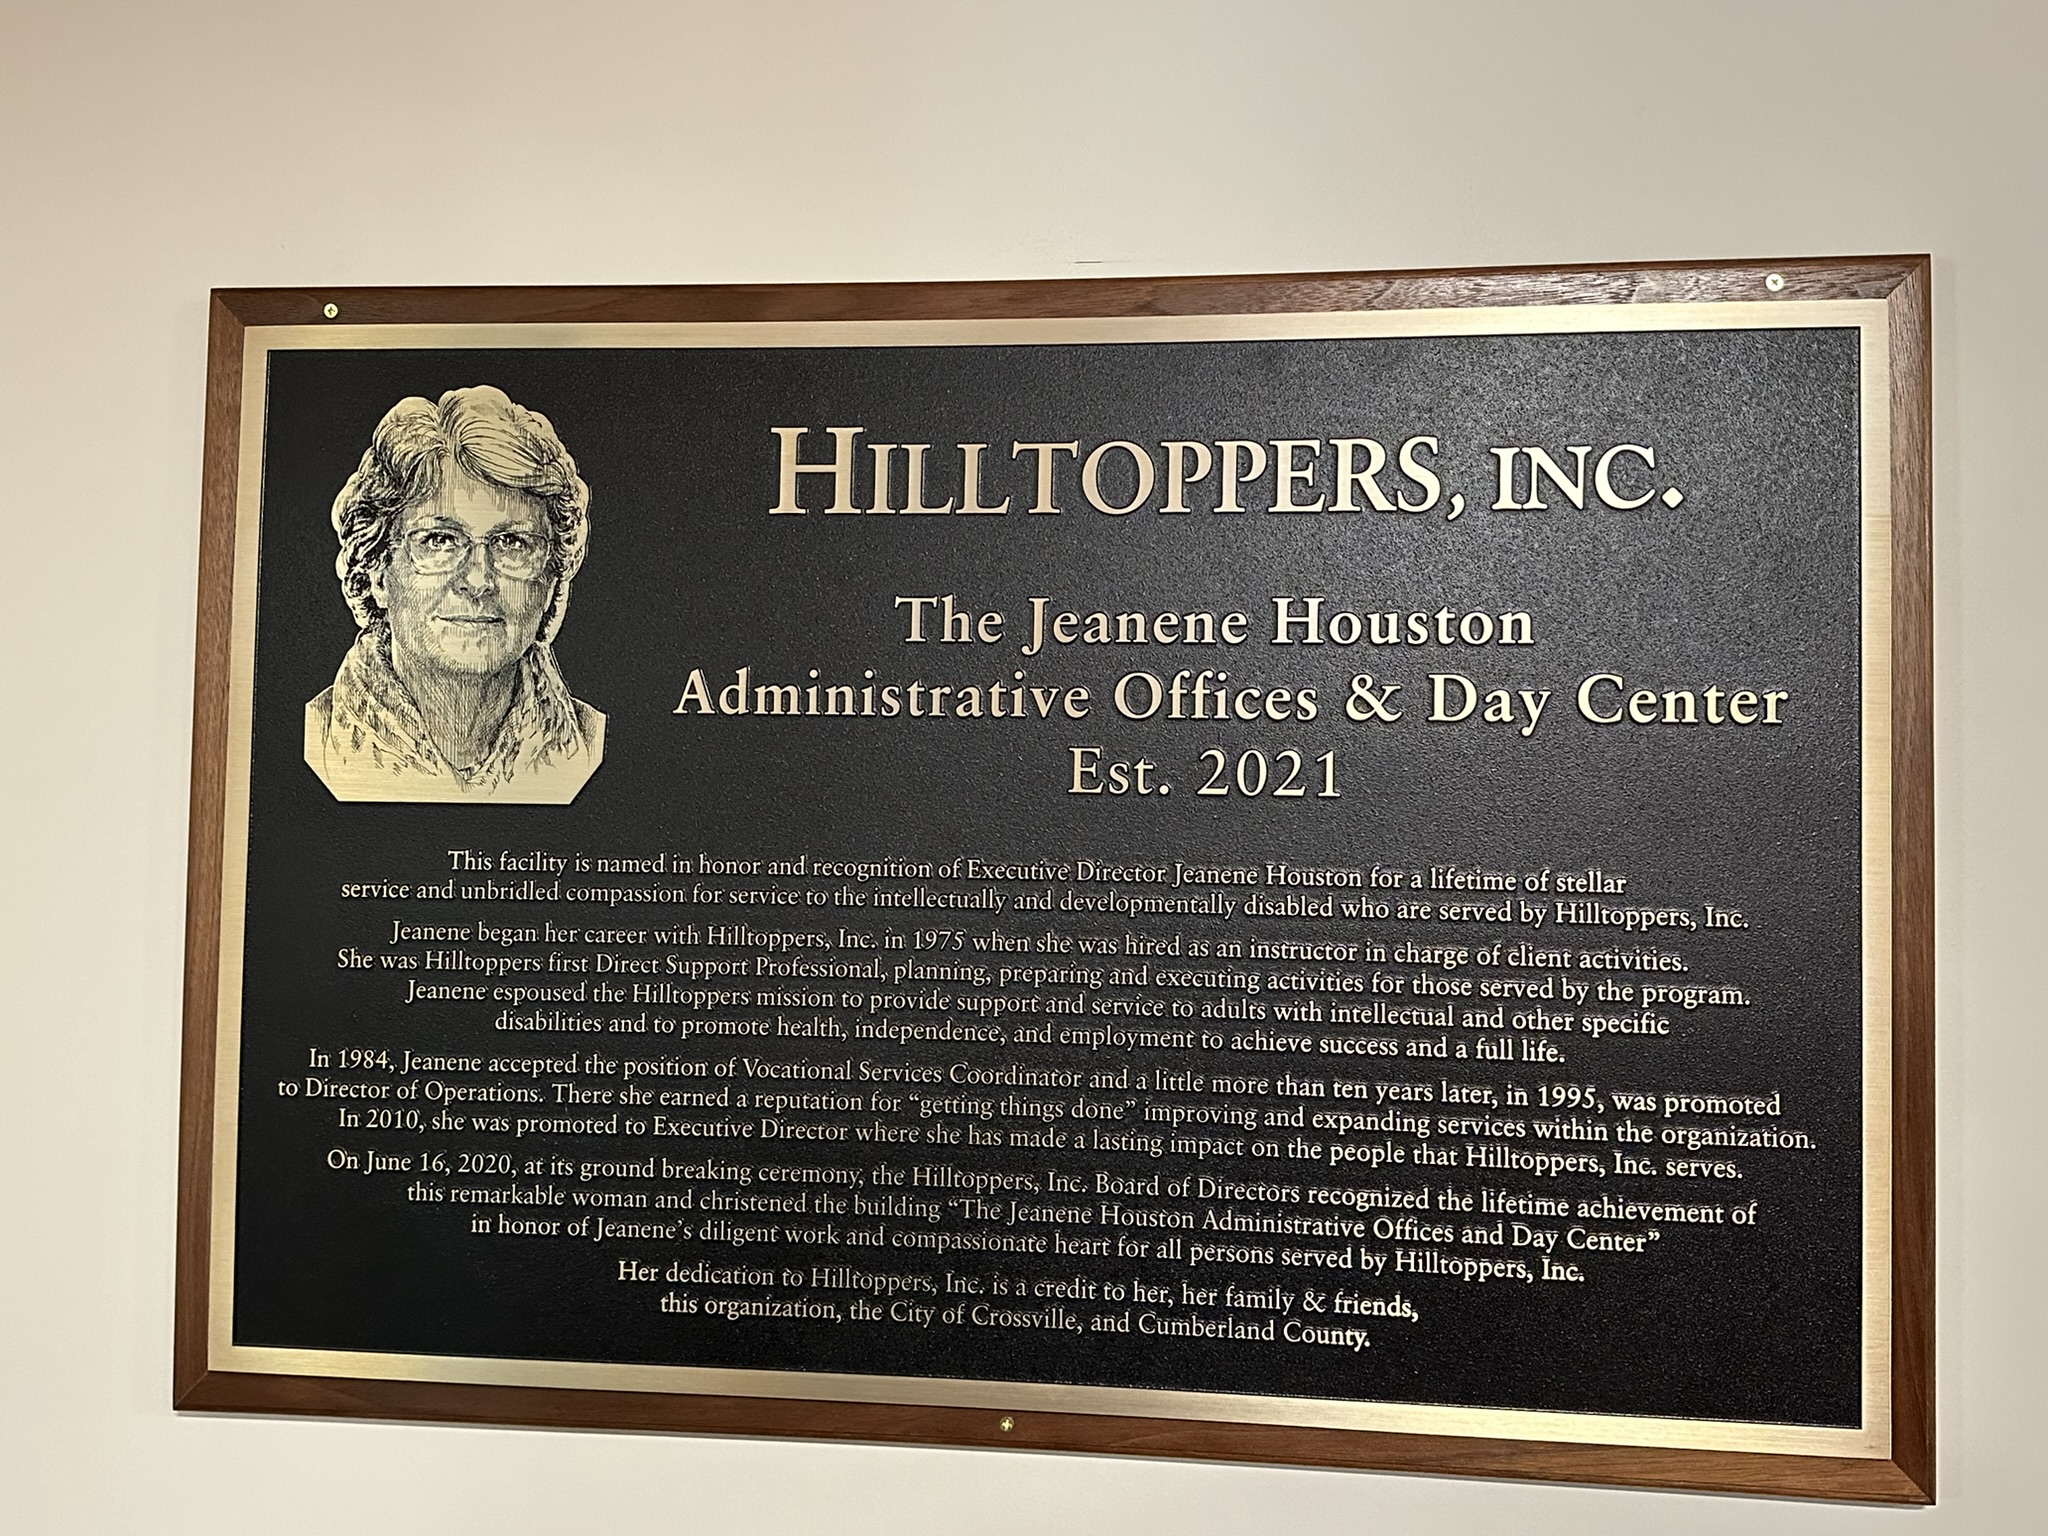 HILLTOPPERS, INC.
The Jeanene Houston
Administrative Offices & Day Center
Est. 2021
This facility is named in honor and recognition of Executive Director Jeanene Houston for a lifetime of stellar
service and unbridled compassion for service to the intellectually and developmentally disabled who are served by Hilltoppers, Inc.
Jeanene began her career with Hilltoppers, Inc. in 1975 when she was hired as an instructor in charge of client activities.
She was Hilltoppers first Direct Support Professional, planning, preparing and executing activities for those served by the program.
Jeanene espoused the Hilltoppers mission to provide support and service to adults with intellectual and other specific
disabilities and to promote health, independence, and employment to achieve success and a full life.
In 1984, Jeanene accepted the position of Vocational Services Coordinator and a little more than ten years later, in 1995, was promoted
to Director of Operations. There she earned a reputation for “getting things done” improving and expanding services within the organization.
In 2010, she was promoted to Executive Director where she has made a lasting impact on the people that Hilltoppers, Inc. serves.
On June 16, 2020, at its ground breaking ceremony, the Hilltoppers, Inc. Board of Directors recognized the lifetime achievement of
this remarkable woman and christened the building “The Jeanene Houston Administrative Offices and Day Center”
in honor of Jeanene’s diligent work and compassionate heart for all persons served by Hilltoppers, Inc.
Her dedication to Hilltoppers, Inc. is a credit to her, her family & friends,
this organization, the City of Crossville, and Cumberland County.